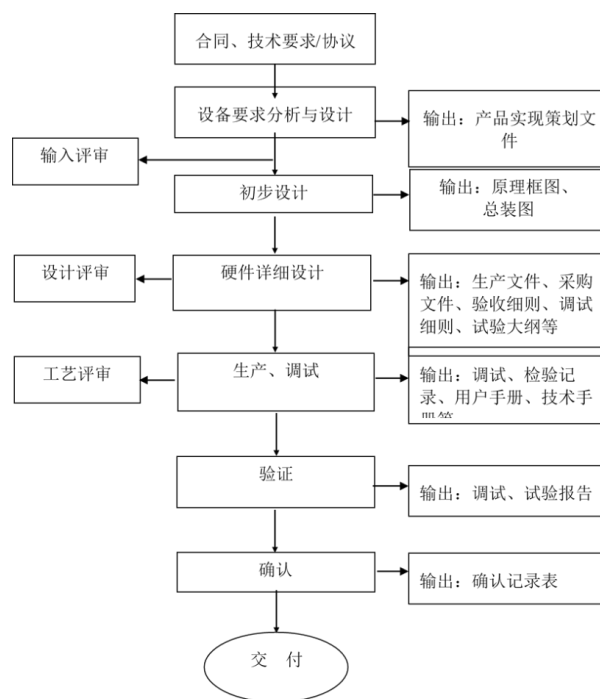 合同、技术要求/协议
设备要求分析与设计
输出：产品实现策划文
件
输入评审
初步设计
输出：原理框图、
总装图
设计评审
硬件详细设计
输出：生产文件、采购
文件、验收细则、调试
细则、试验大纲等
工艺评审
生产、调试
输出：调试、检验记
录、用户手册、技术手
验证
输出：调试、试验报告
确认
输出：确认记录表
交 付